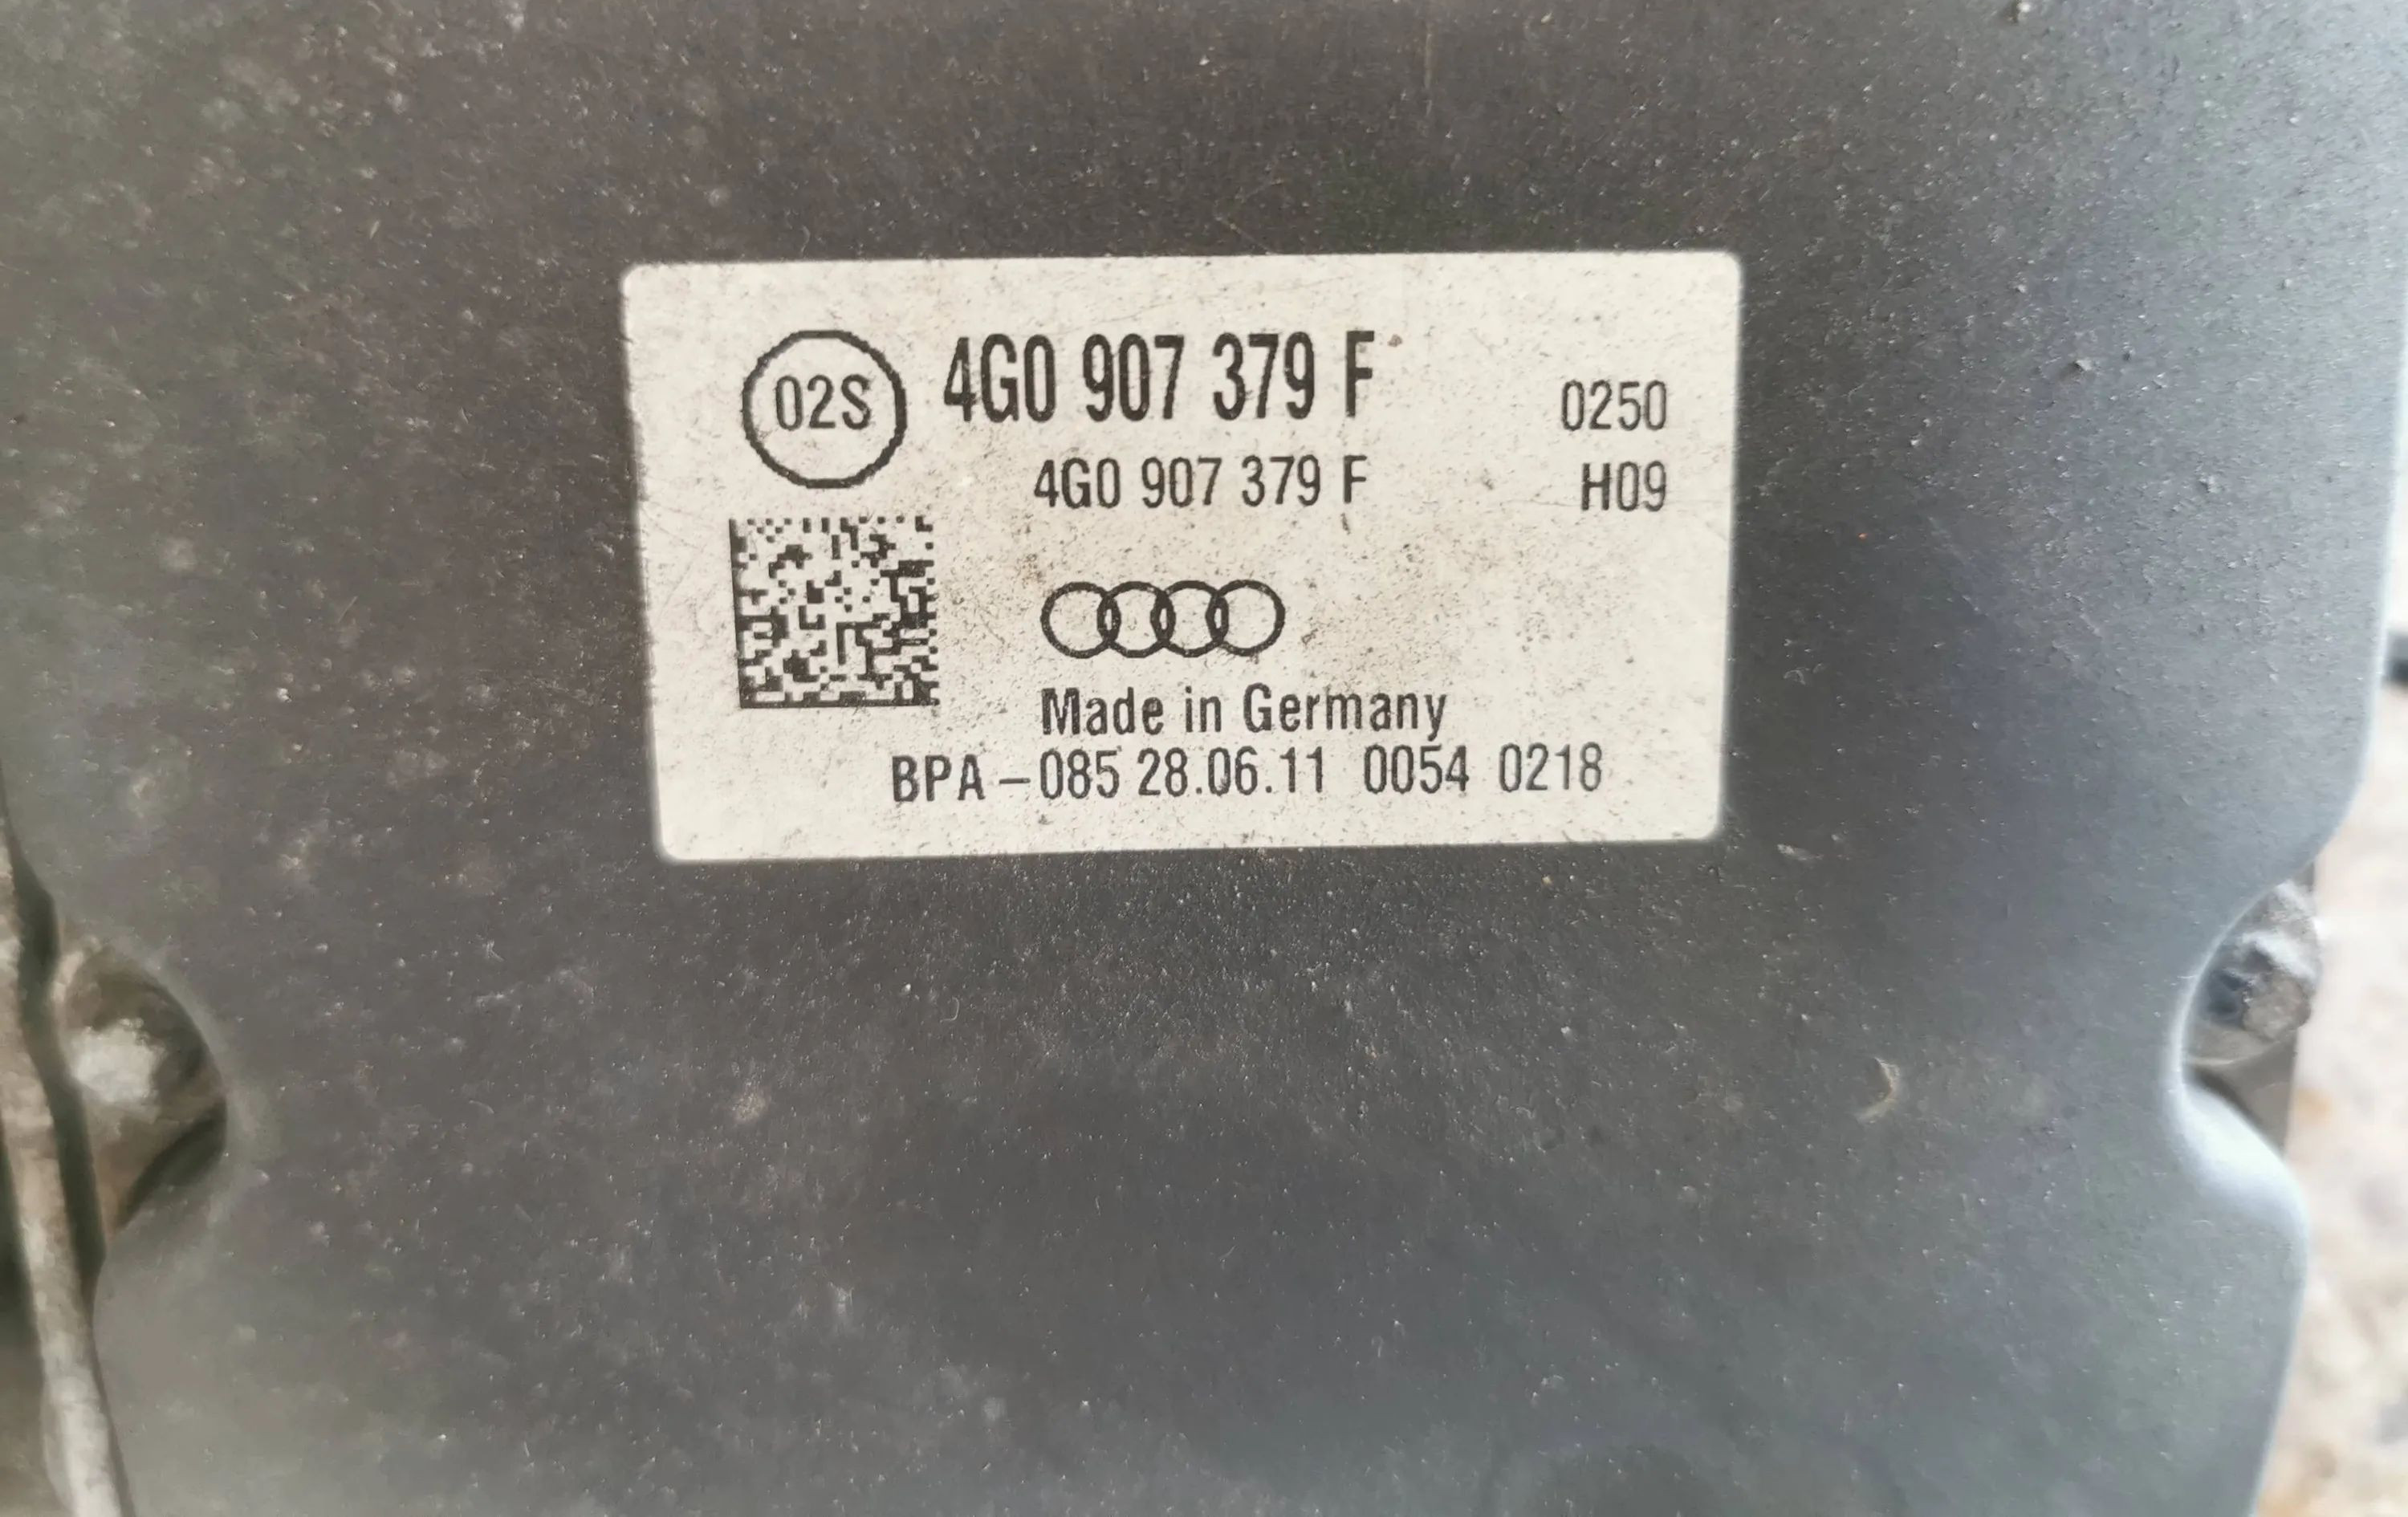 02S 4G0 907 379 F 0250
4G0 907 379 F H09
Made in Germany
BPA-085 28.06.11 0054 0218